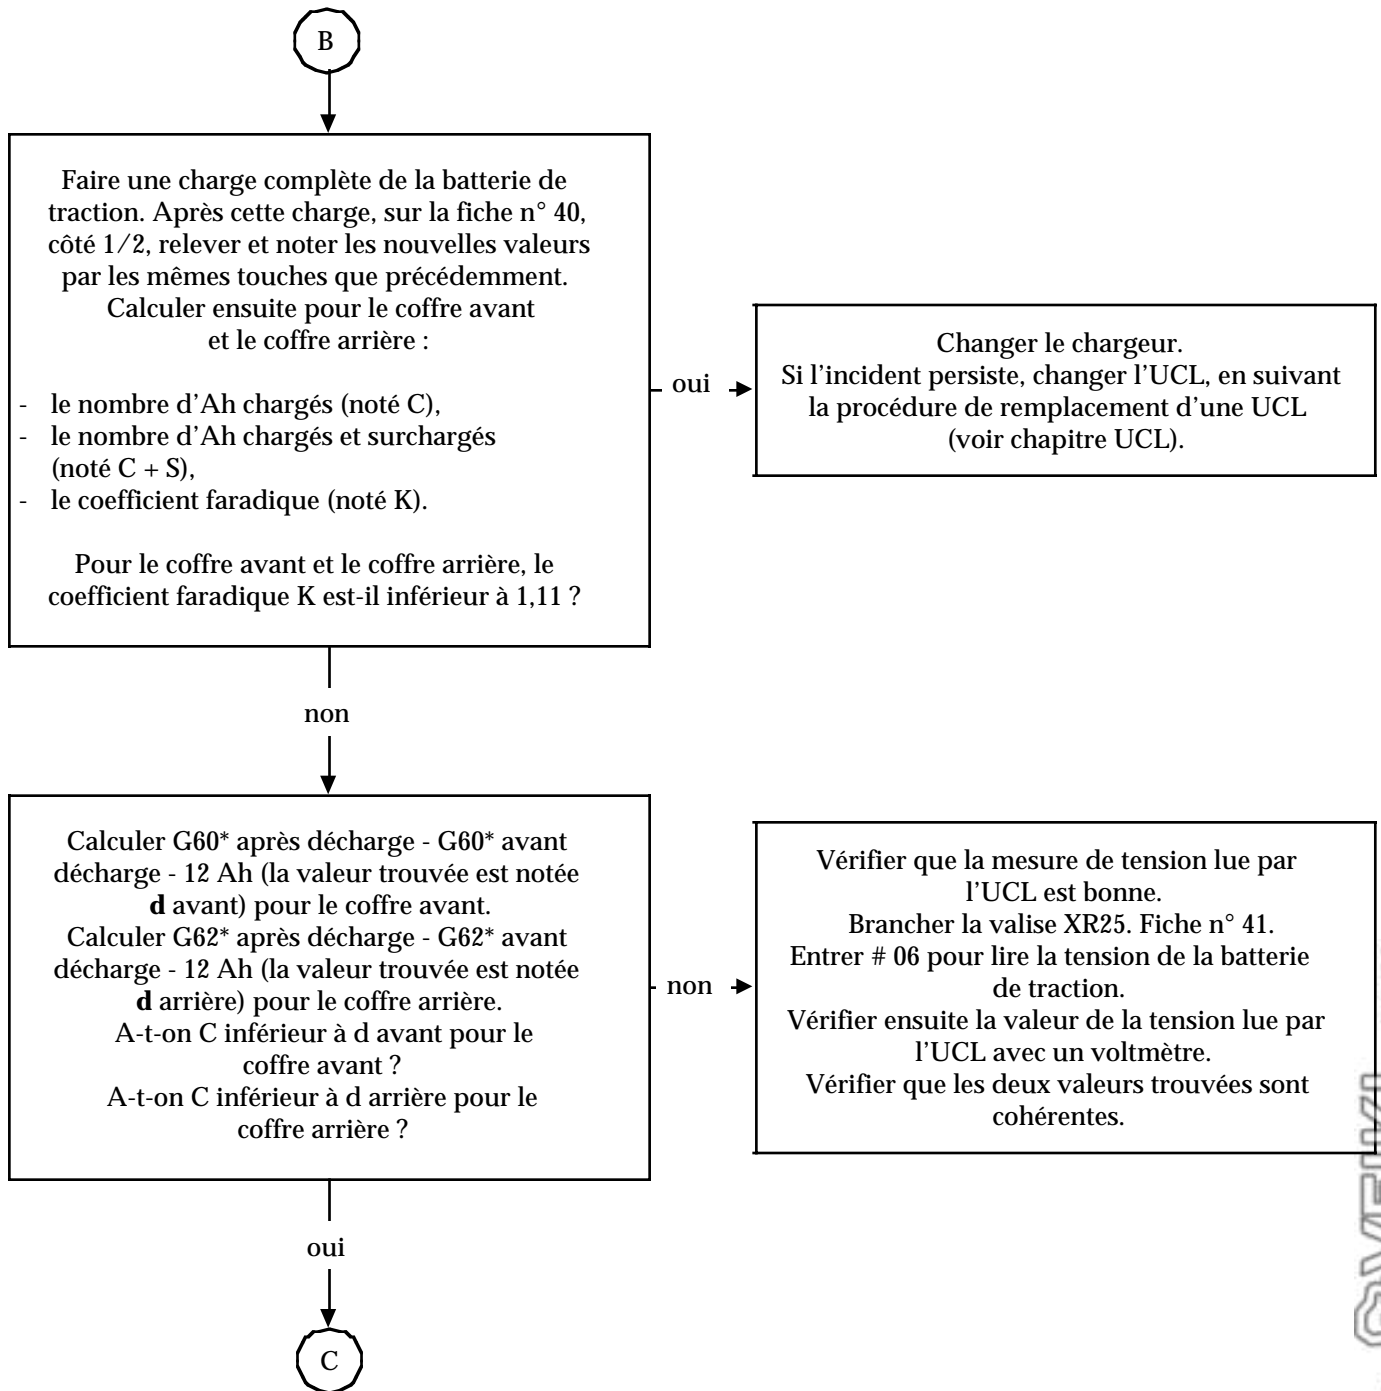 B
Faire une charge complète de la batterie de
traction. Après cette charge, sur la fiche n° 40,
côté 1/2, relever et noter les nouvelles valeurs
par les mêmes touches que précédemment.
Calculer ensuite pour le coffre avant
et le coffre arrière :
- le nombre d'Ah chargés (noté C),
- le nombre d'Ah chargés et surchargés
(noté C + S),
- le coefficient faradique (noté K).
Pour le coffre avant et le coffre arrière, le
coefficient faradique K est-il inférieur à 1,11 ?
oui
Changer le chargeur.
Si l'incident persiste, changer l'UCL, en suivant
la procédure de remplacement d'une UCL
(voir chapitre UCL).
non
Calculer G60* après décharge - G60* avant
décharge - 12 Ah (la valeur trouvée est notée
d avant) pour le coffre avant.
Calculer G62* après décharge - G62* avant
décharge - 12 Ah (la valeur trouvée est notée
d arrière) pour le coffre arrière.
A-t-on C inférieur à d avant pour le
coffre avant ?
A-t-on C inférieur à d arrière pour le
coffre arrière ?
non
Vérifier que la mesure de tension lue par
l'UCL est bonne.
Brancher la valise XR25. Fiche n° 41.
Entrer # 06 pour lire la tension de la batterie
de traction.
Vérifier ensuite la valeur de la tension lue par
l'UCL avec un voltmètre.
Vérifier que les deux valeurs trouvées sont
cohérentes.
oui
C